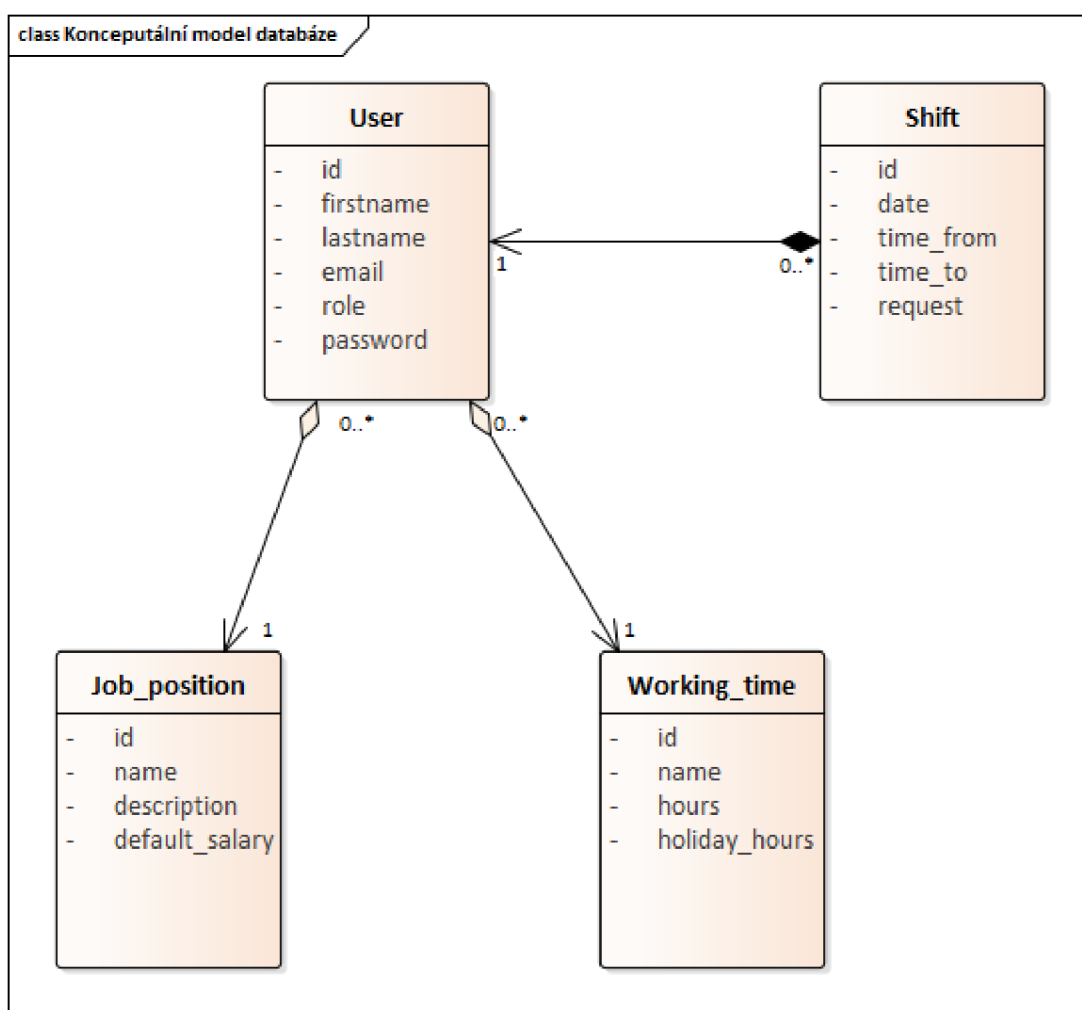 class Konceputální model databáze
User
- id
- firstname
- lastname
- email
- role
- password
Shift
- id
- date
- time_from
- time_to
- request
1
0..*
0..*
0..*
1
1
Job_position
- id
- name
- description
- default_salary
Working_time
- id
- name
- hours
- holiday_hours